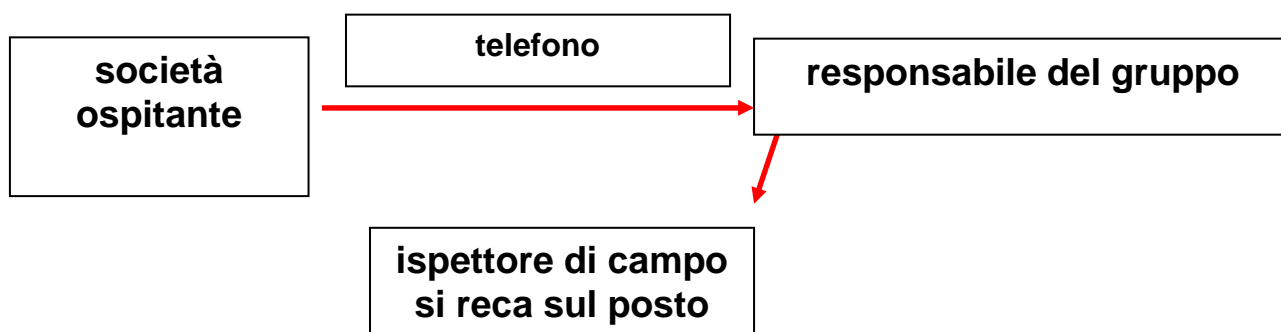 società
ospitante
telefono
responsabile del gruppo
ispettore di campo
si reca sul posto